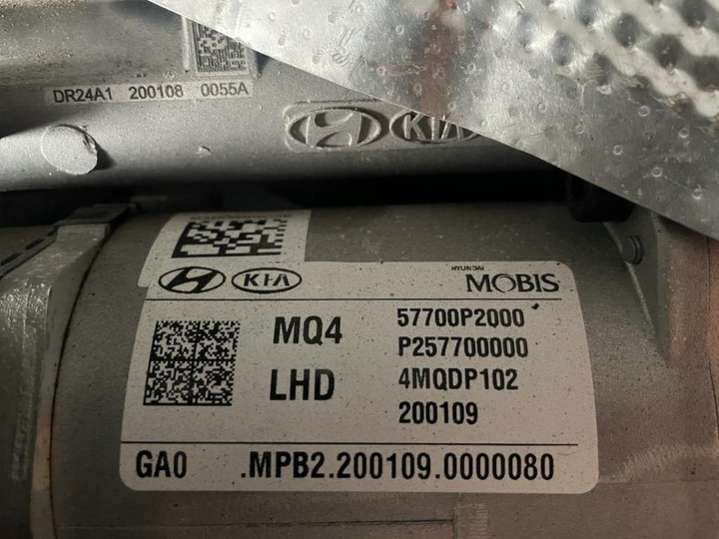 DR24A1 200108 0055A
KIA
KIA
HYUNDAI
MOBIS
MQ4
LHD
57700P2000
P257700000
4MQDP102
200109
GA0 .MPB2.200109.0000080